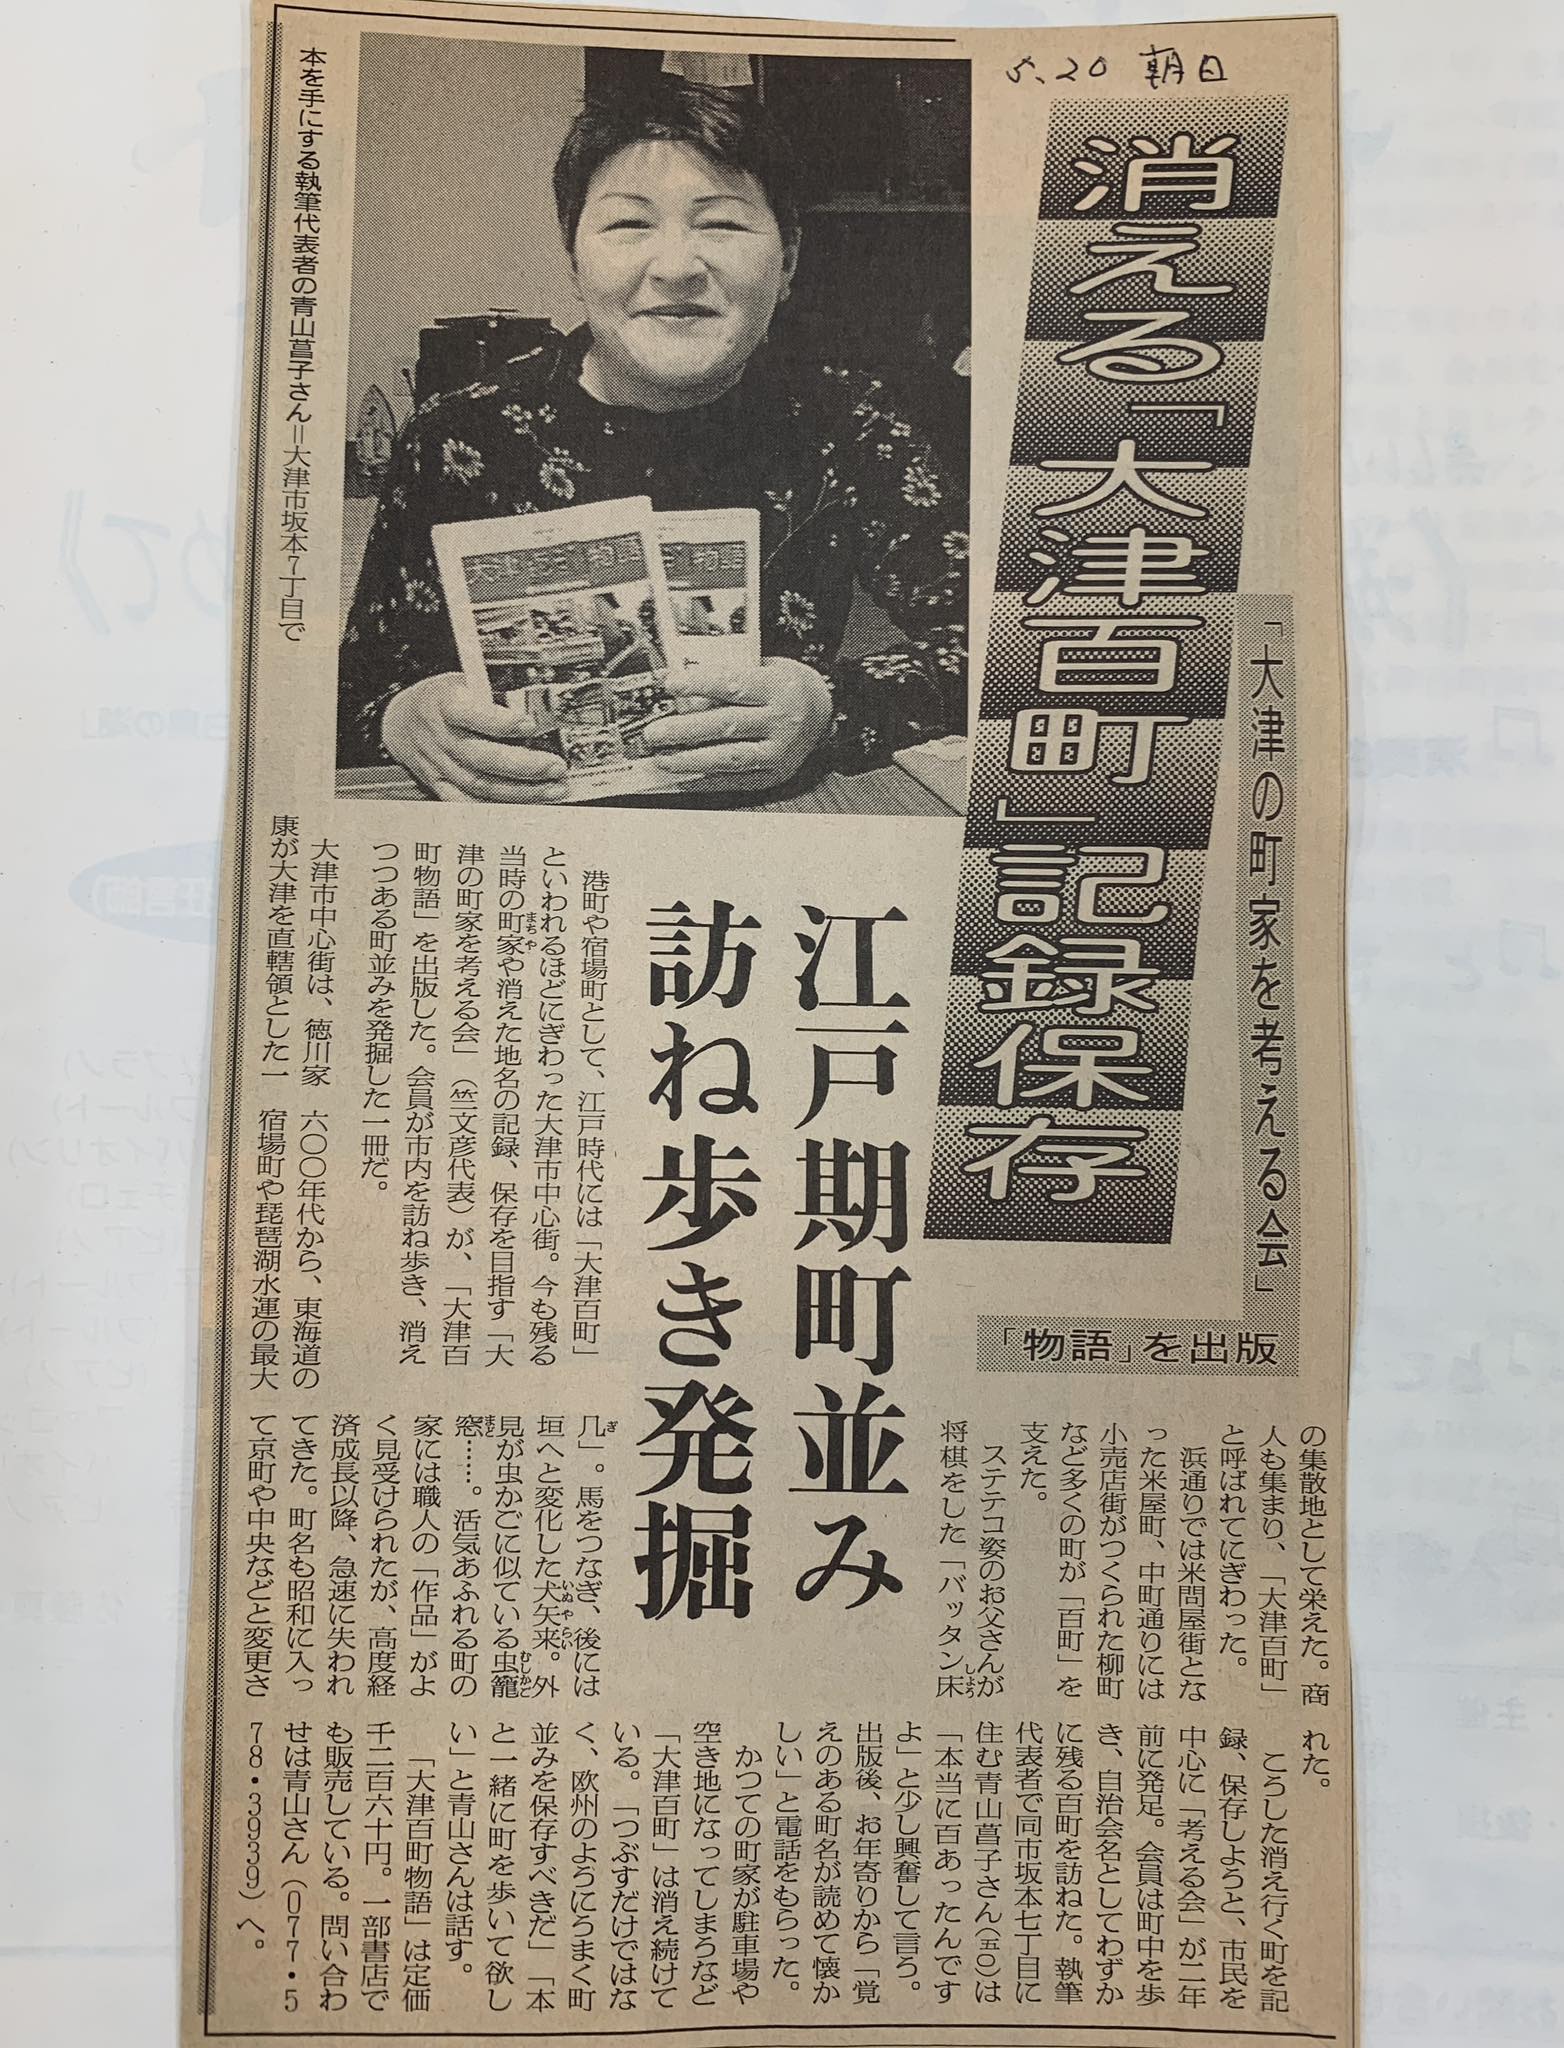 5.20 朝日
「大津の町家を考える会」
「物語」を出版
消える「大津百町」記録保存
江戸期町並み
訪ね歩き発掘
本を手にする執筆代表者の青山菖子さん=大津市坂本7丁目で
港町や宿場町として、江戸時代には「大津百町」
といわれるほどにぎわった大津市中心街。今も残る
当時の町家や消えた地名の記録、保存を目指す「大
まちや
津の町家を考える会」(竺文彦代表)が、「大津百
町物語」を出版した。会員が市内を訪ね歩き、消え
つつある町並みを発掘した一冊だ。
大津市中心街は、徳川家
康が大津を直轄領とした一
六〇〇年代から、東海道の
宿場町や琵琶湖水運の最大
の集散地として栄えた。商
人も集まり、「大津百町」
と呼ばれてにぎわった。
浜通りでは米問屋街とな
った米屋町、中町通りには
小売店街がつくられた柳町
など多くの町が「百町」を
支えた。
ステテコ姿のお父さんが
将棋をした「バッタン床
しょう
几」。馬をつなぎ、後には
ぎ
垣へと変化した犬矢来。外
いぬやらい
見が虫かごに似ている虫籠
むしかご
窓……。活気あふれる町の
まど
家には職人の「作品」がよ
く見受けられたが、高度経
済成長以降、急速に失われ
てきた。町名も昭和に入っ
て京町や中央などと変更さ
れた。
こうした消え行く町を記
録、保存しようと、市民を
中心に「考える会」が二年
前に発足。会員は町中を歩
き、自治会名としてわずか
に残る百町を訪ねた。執筆
代表者で同市坂本七丁目に
住む青山菖子さん(五〇)は
「本当に百あったんです
よ」と少し興奮して言う。
出版後、お年寄りから「覚
えのある町名が読めて懐か
しい」と電話をもらった。
かつての町家が駐車場や
空き地になってしまうなど
「大津百町」は消え続けて
いる。「つぶすだけではな
く、欧州のようにうまく町
並みを保存すべきだ」「本
と一緒に町を歩いて欲し
い」と青山さんは話す。
「大津百町物語」は定価
千二百六十円。一部書店で
も販売している。問い合わ
せは青山さん(077・5
78・3939)へ。